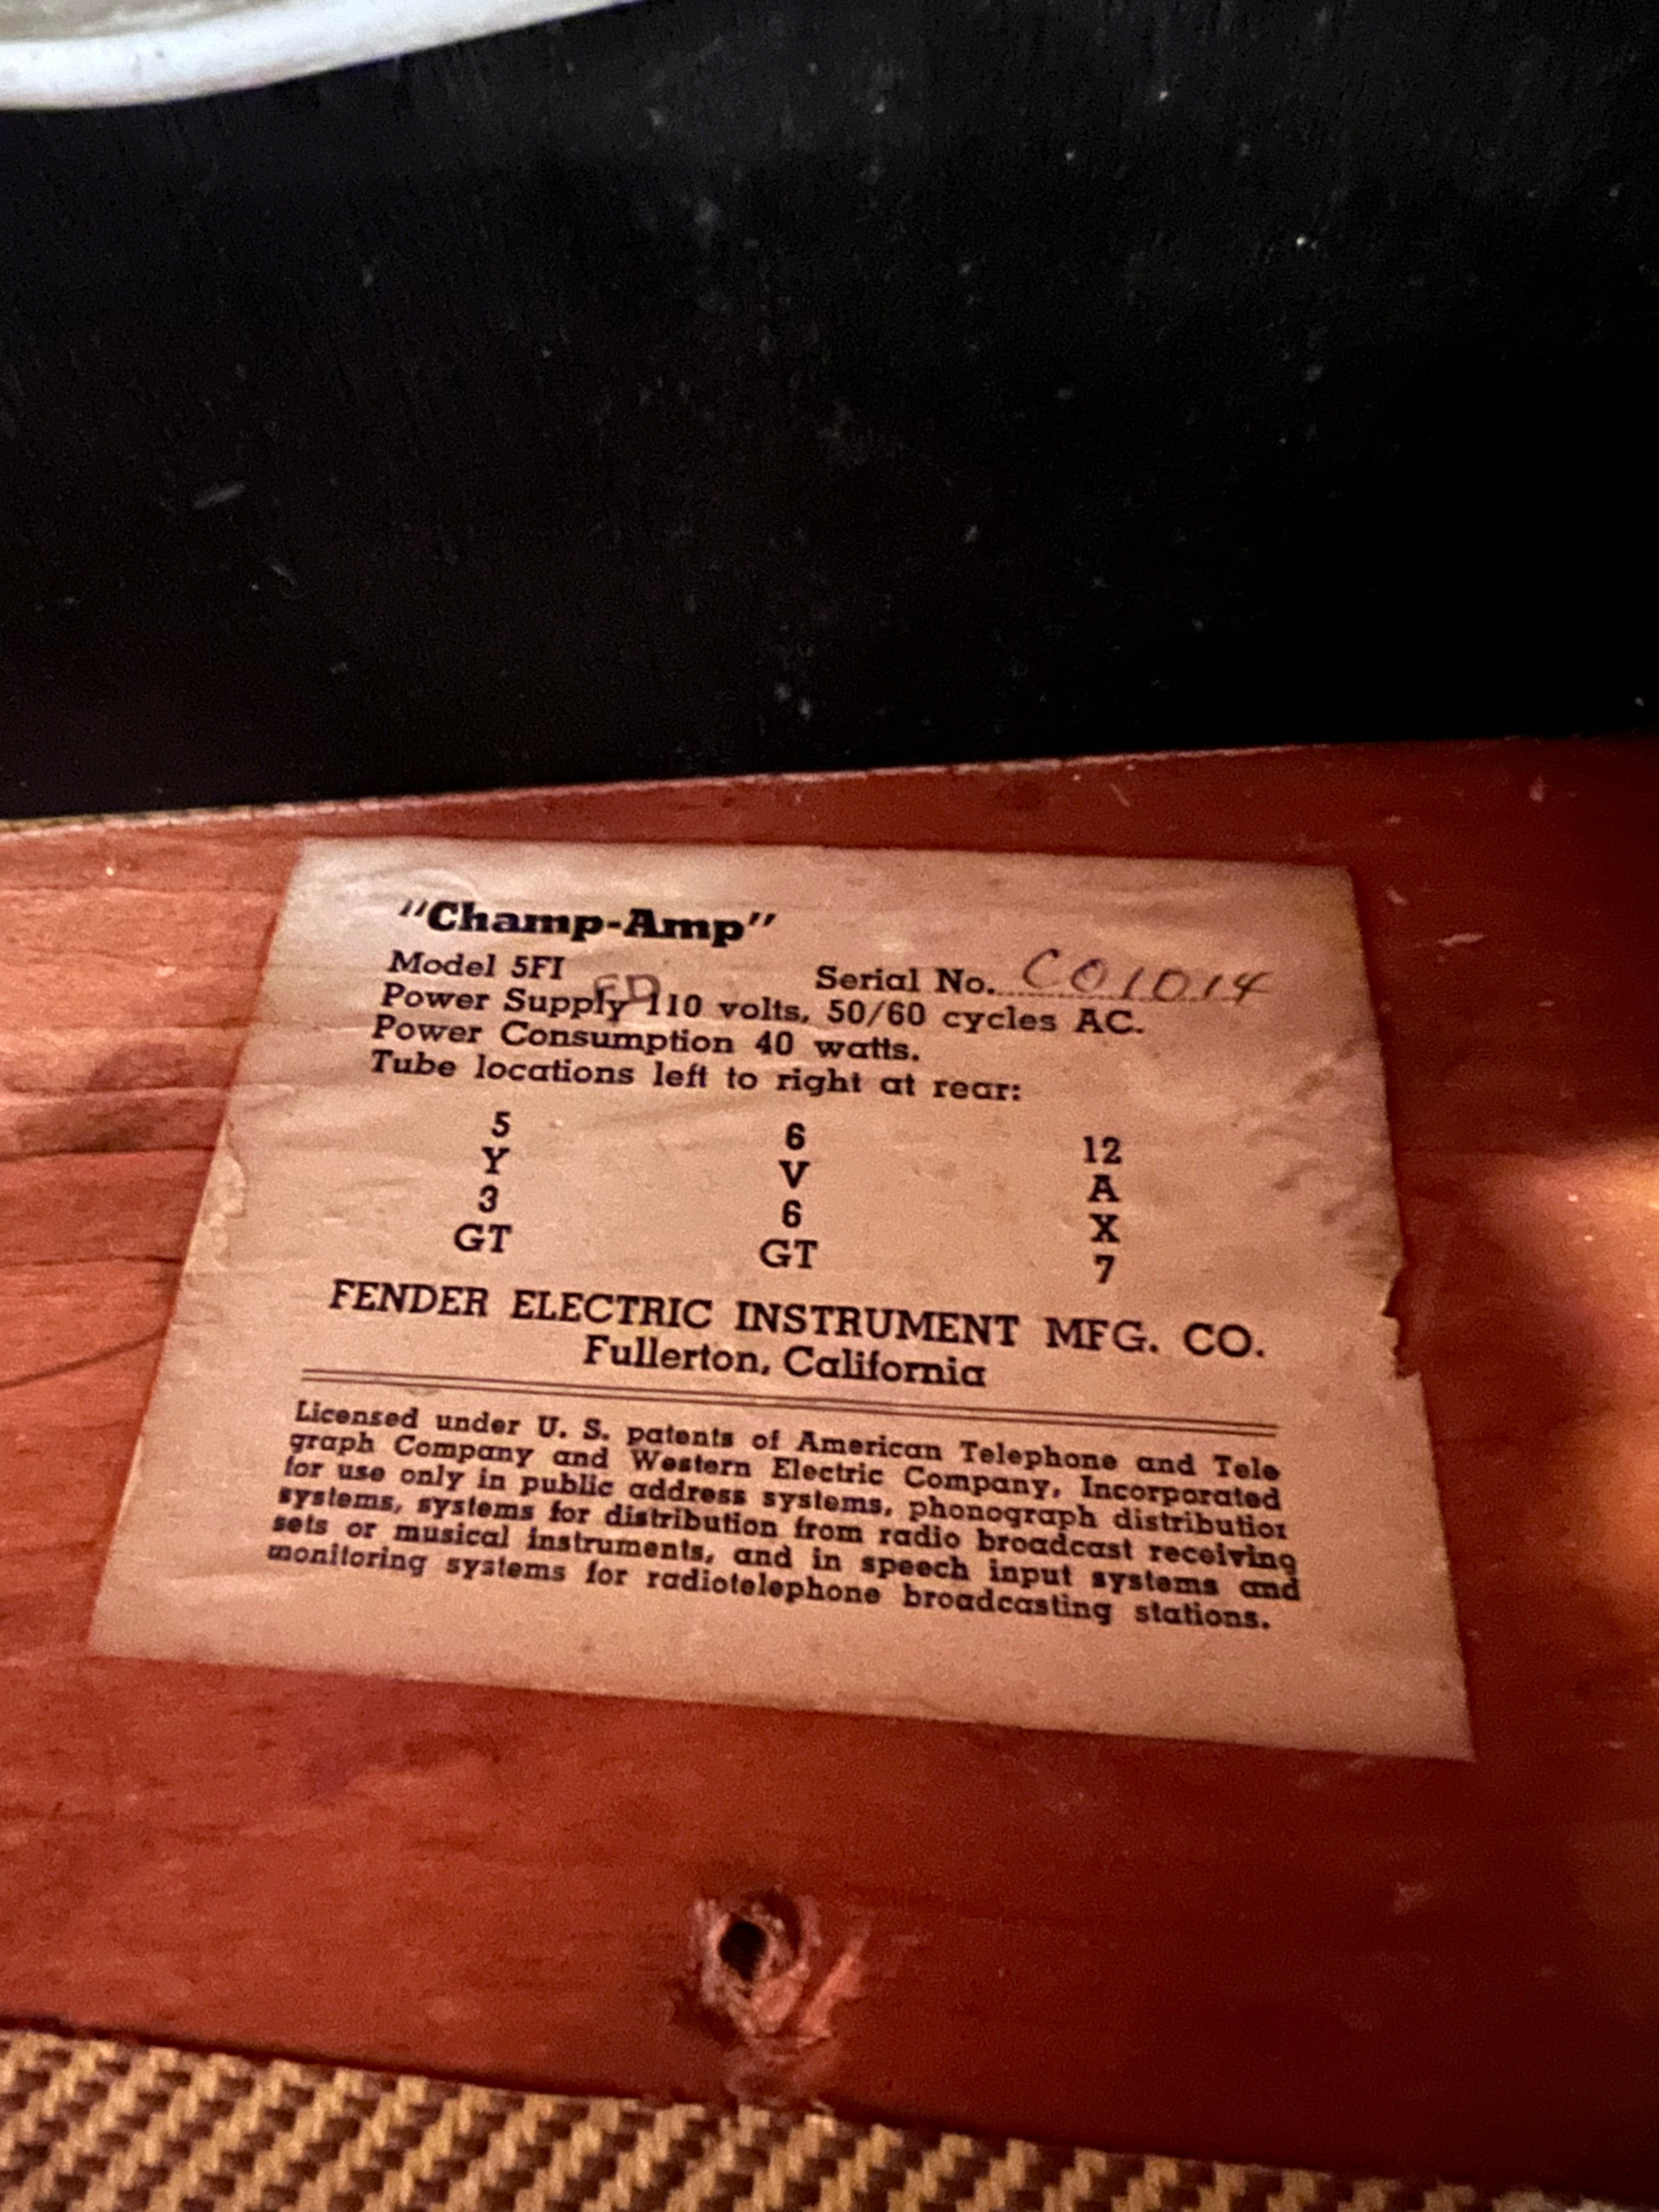 "Champ-Amp"
Model 5FI Serial No. C01014
Power Supply 110 volts, 50/60 cycles AC.
Power Consumption 40 watts.
Tube locations left to right at rear:
5 6 12
Y V A
3 6 X
GT GT 7
FENDER ELECTRIC INSTRUMENT MFG. CO.
Fullerton, California
Licensed under U. S. patents of American Telephone and Tele
graph Company and Western Electric Company, Incorporated
for use only in public address systems, phonograph distribution
systems, systems for distribution from radio broadcast receiving
sets or musical instruments, and in speech input systems and
monitoring systems for radiotelephone broadcasting stations.